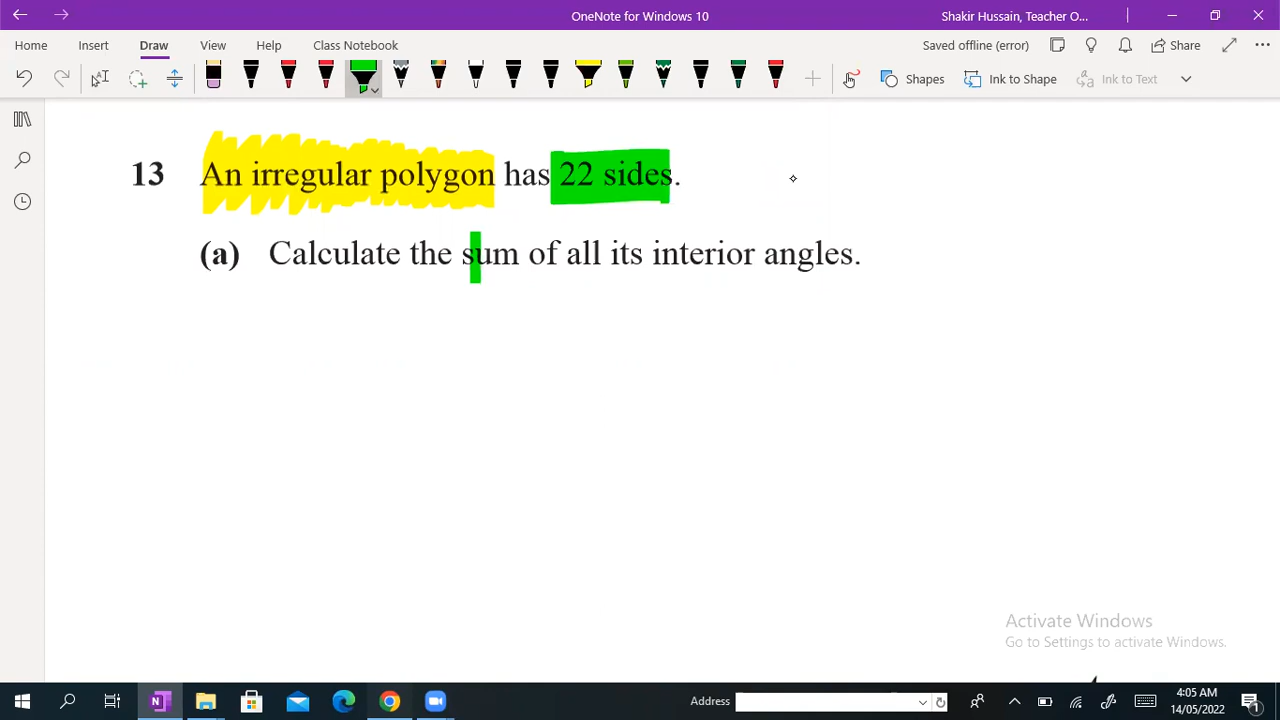 OneNote for Windows 10
Shakir Hussain, Teacher O...
Home Insert Draw View Help Class Notebook
Saved offline (error) Share
Shapes Ink to Shape Ink to Text
13 An irregular polygon has 22 sides.
(a) Calculate the sum of all its interior angles.
Activate Windows
Go to Settings to activate Windows.
Address
4:05 AM
14/05/2022
1